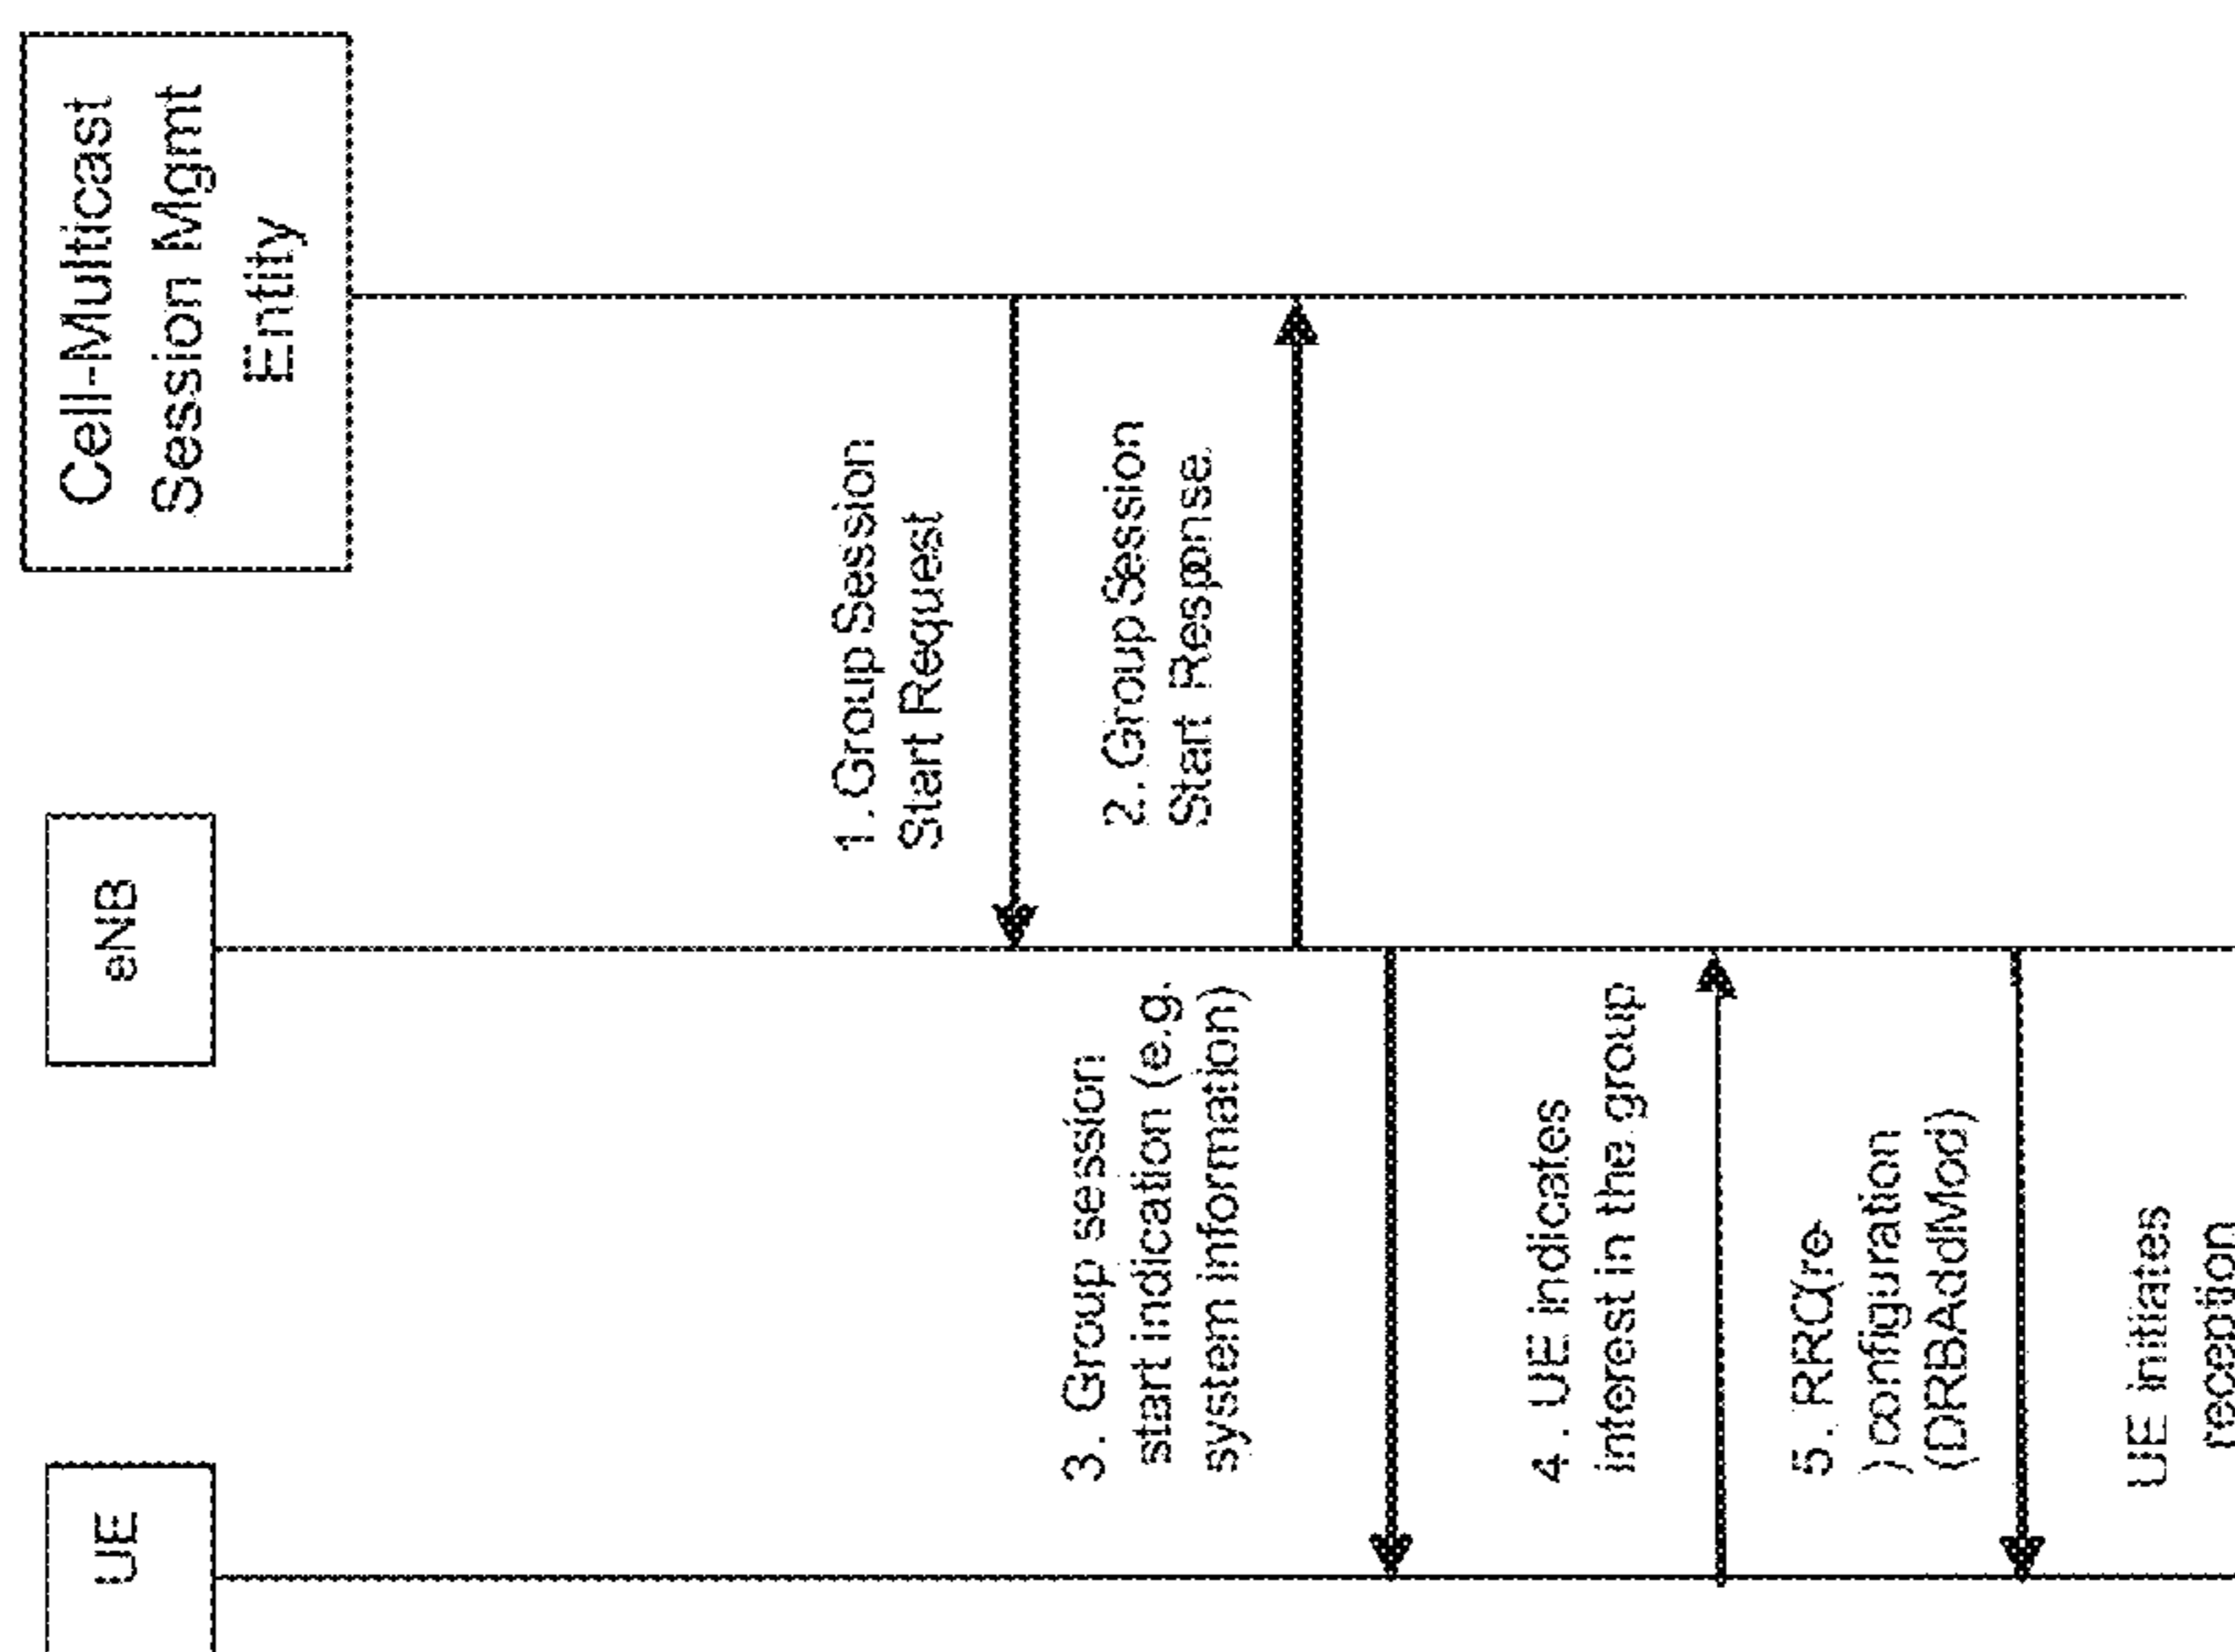 UE
eNB
Cell-Multicast
Session Mgmt
Entity
1. Group Session
Start Request
2. Group Session
Start Response
3. Group session
start indication (e.g.
system information)
4. UE indicates
interest in the group
5. RRC(re-
) configuration
(DRBAddMod)
UE initiates
reception